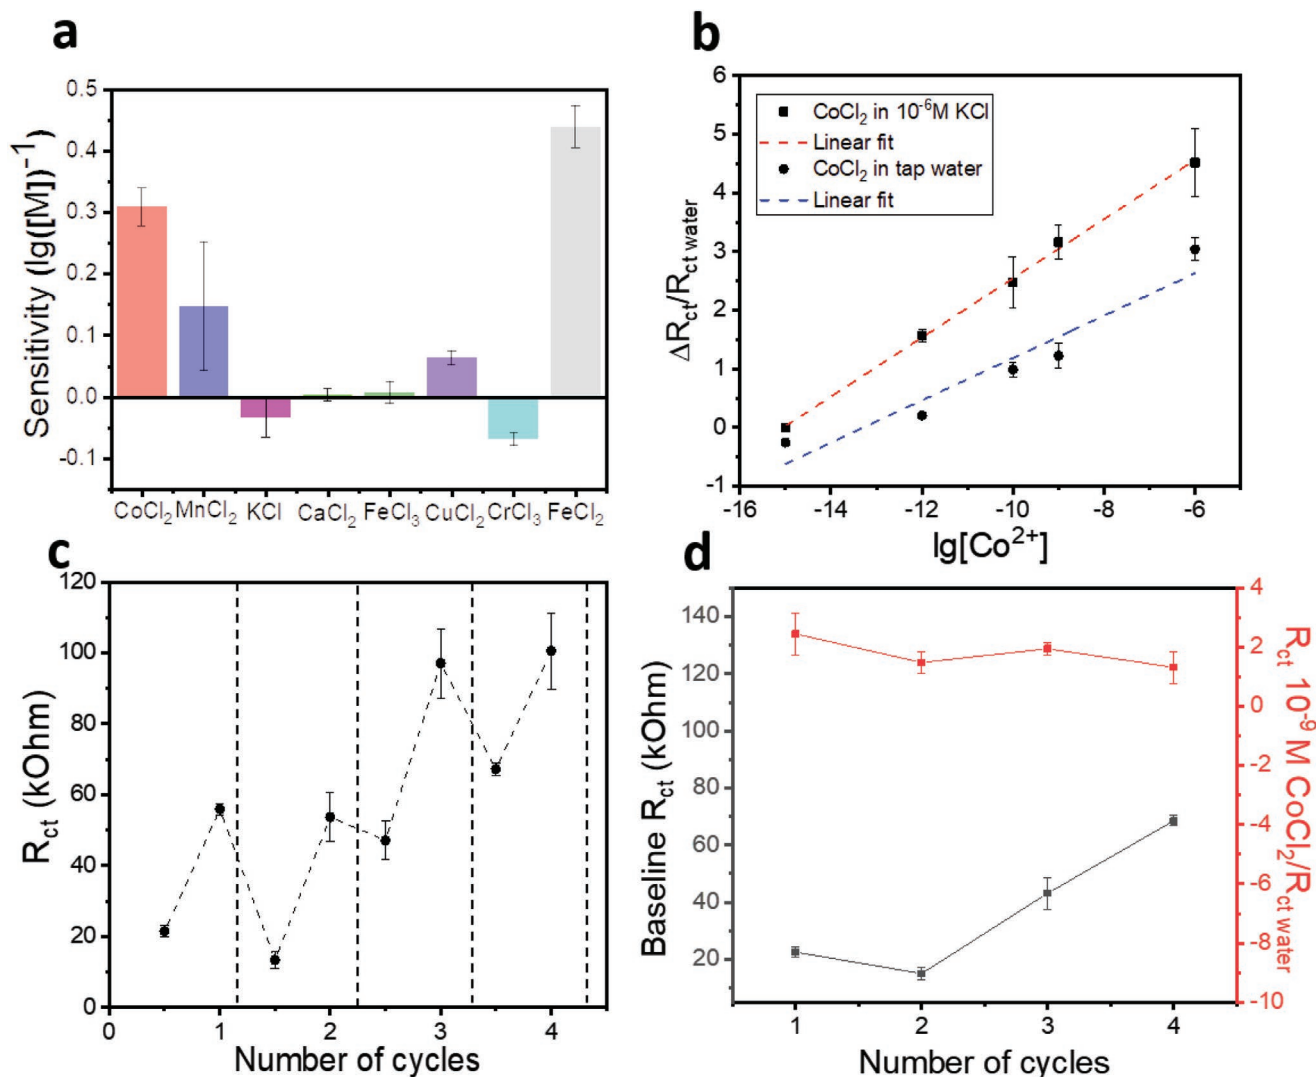 a
Sensitivity (lg([M])⁻¹)
0.5
0.4
0.3
0.2
0.1
0.0
-0.1
CoCl₂ MnCl₂ KCl CaCl₂ FeCl₃ CuCl₂ CrCl₃ FeCl₂
b
ΔR_ct/R_ct water
6
5
4
3
2
1
0
-1
CoCl₂ in 10⁻⁶M KCl
Linear fit
CoCl₂ in tap water
Linear fit
-16 -14 -12 -10 -8 -6
lg[Co²⁺]
c
R_ct (kOhm)
120
100
80
60
40
20
0
0 1 2 3 4
Number of cycles
d
Baseline R_ct (kOhm)
140
120
100
80
60
40
20
1 2 3 4
Number of cycles
4
2
0
-2
-4
-6
-8
-10
R_ct 10⁻⁹ M CoCl₂/R_ct water